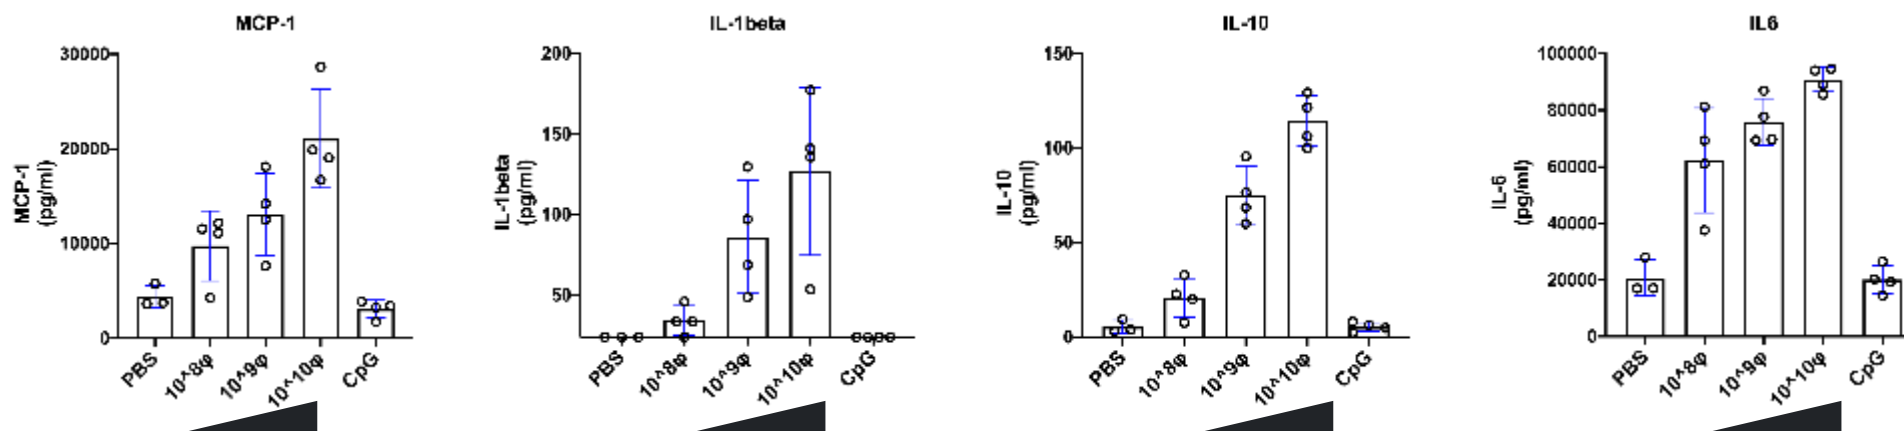 MCP-1
MCP-1
(pg/ml)
30000
20000
10000
0
PBS
10^8φ
10^9φ
10^10φ
CpG
IL-1beta
IL-1beta
(pg/ml)
200
150
100
50
PBS
10^8φ
10^9φ
10^10φ
CpG
IL-10
IL-10
(pg/ml)
150
100
50
0
PBS
10^8φ
10^9φ
10^10φ
CpG
IL6
IL-6
(pg/ml)
100000
80000
60000
40000
20000
0
PBS
10^8φ
10^9φ
10^10φ
CpG